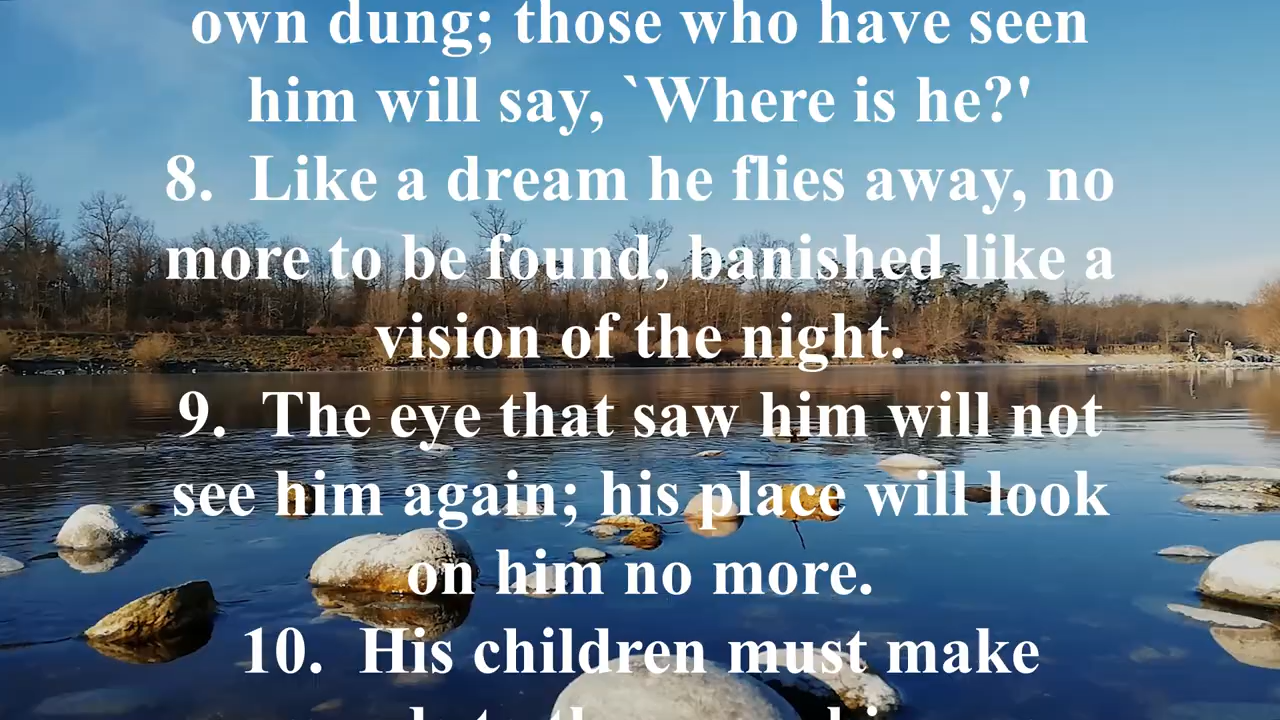 own dung; those who have seen
him will say, `Where is he?'
8.  Like a dream he flies away, no
more to be found, banished like a
vision of the night.
9.  The eye that saw him will not
see him again; his place will look
on him no more.
10.  His children must make